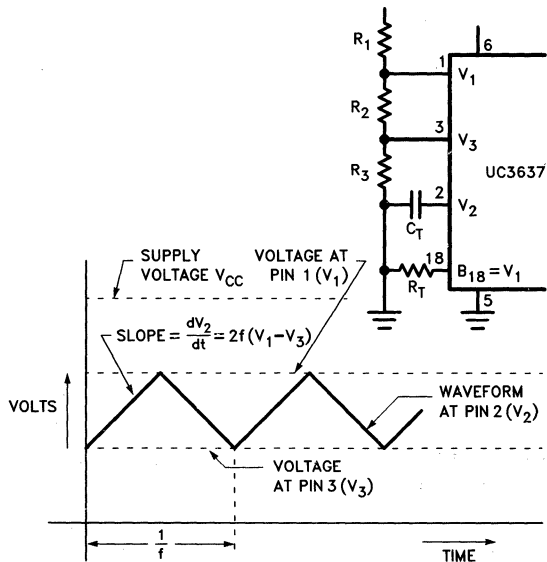 R1
6
1
V1
R2
3
V3
R3
UC3637
2
V2
CT
18
B18 = V1
RT
5
SUPPLY
VOLTAGE VCC
VOLTAGE AT
PIN 1 (V1)
SLOPE = dV2/dt = 2f (V1 – V3)
VOLTS
WAVEFORM
AT PIN 2 (V2)
VOLTAGE
AT PIN 3 (V3)
1/f
TIME